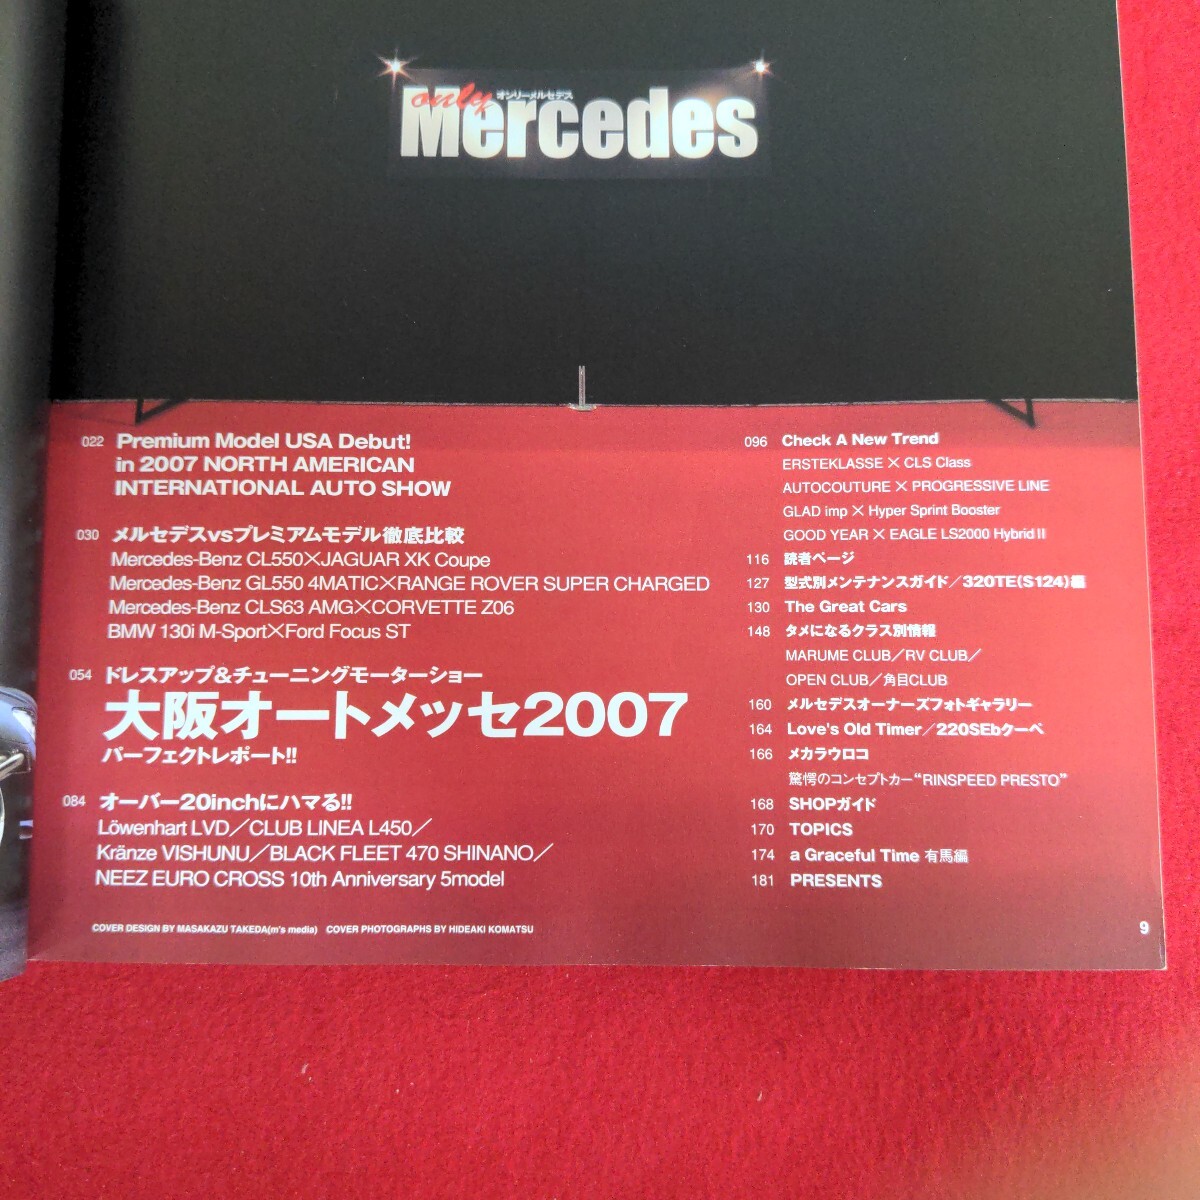 only オンリーメルセデス
Mercedes
022 Premium Model USA Debut!
in 2007 NORTH AMERICAN
INTERNATIONAL AUTO SHOW
030 メルセデスvsプレミアムモデル徹底比較
Mercedes-Benz CL550×JAGUAR XK Coupe
Mercedes-Benz GL550 4MATIC×RANGE ROVER SUPER CHARGED
Mercedes-Benz CLS63 AMG×CORVETTE Z06
BMW 130i M-Sport×Ford Focus ST
054 ドレスアップ&チューニングモーターショー
大阪オートメッセ2007
パーフェクトレポート!!
084 オーバー20inchにハマる!!
Löwenhart LVD／CLUB LINEA L450／
Kränze VISHUNU／BLACK FLEET 470 SHINANO／
NEEZ EURO CROSS 10th Anniversary 5model
COVER DESIGN BY MASAKAZU TAKEDA(m's media) COVER PHOTOGRAPHS BY HIDEAKI KOMATSU
096 Check A New Trend
ERSTEKLASSE × CLS Class
AUTOCOUTURE × PROGRESSIVE LINE
GLAD imp × Hyper Sprint Booster
GOOD YEAR × EAGLE LS2000 Hybrid II
116 読者ページ
127 型式別メンテナンスガイド／320TE(S124)編
130 The Great Cars
148 タメになるクラス別情報
MARUME CLUB／RV CLUB／
OPEN CLUB／角目CLUB
160 メルセデスオーナーズフォトギャラリー
164 Love's Old Timer／220SEbクーペ
166 メカラウロコ
驚愕のコンセプトカー“RINSPEED PRESTO”
168 SHOPガイド
170 TOPICS
174 a Graceful Time 有馬編
181 PRESENTS
9